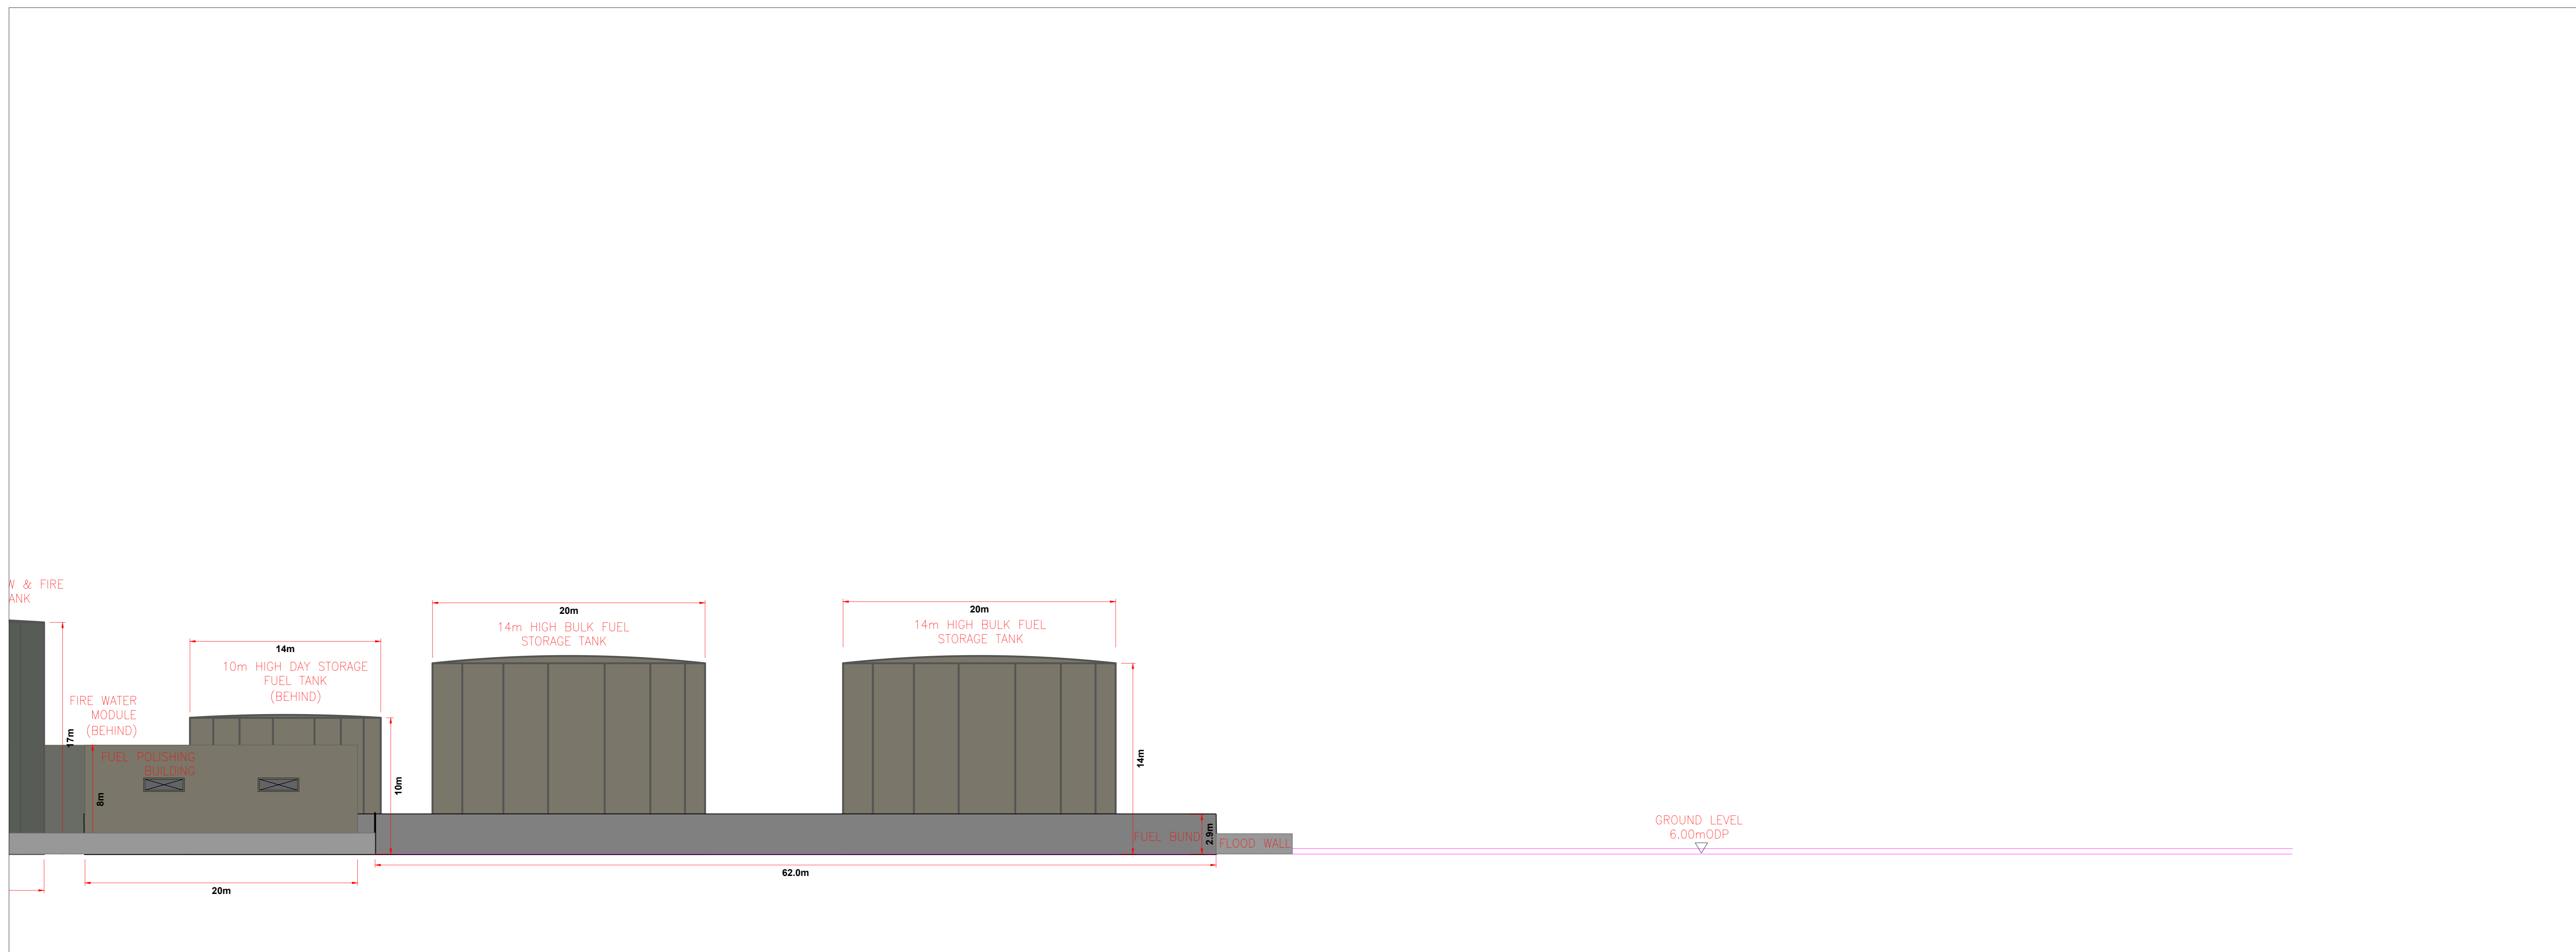 W & FIRE
ANK
17m
FIRE WATER
MODULE
(BEHIND)
14m
10m HIGH DAY STORAGE
FUEL TANK
(BEHIND)
FUEL POLISHING
BUILDING
8m
10m
20m
20m
14m HIGH BULK FUEL
STORAGE TANK
20m
14m HIGH BULK FUEL
STORAGE TANK
14m
FUEL BUND
2.9m
FLOOD WALL
62.0m
GROUND LEVEL
6.00mODP